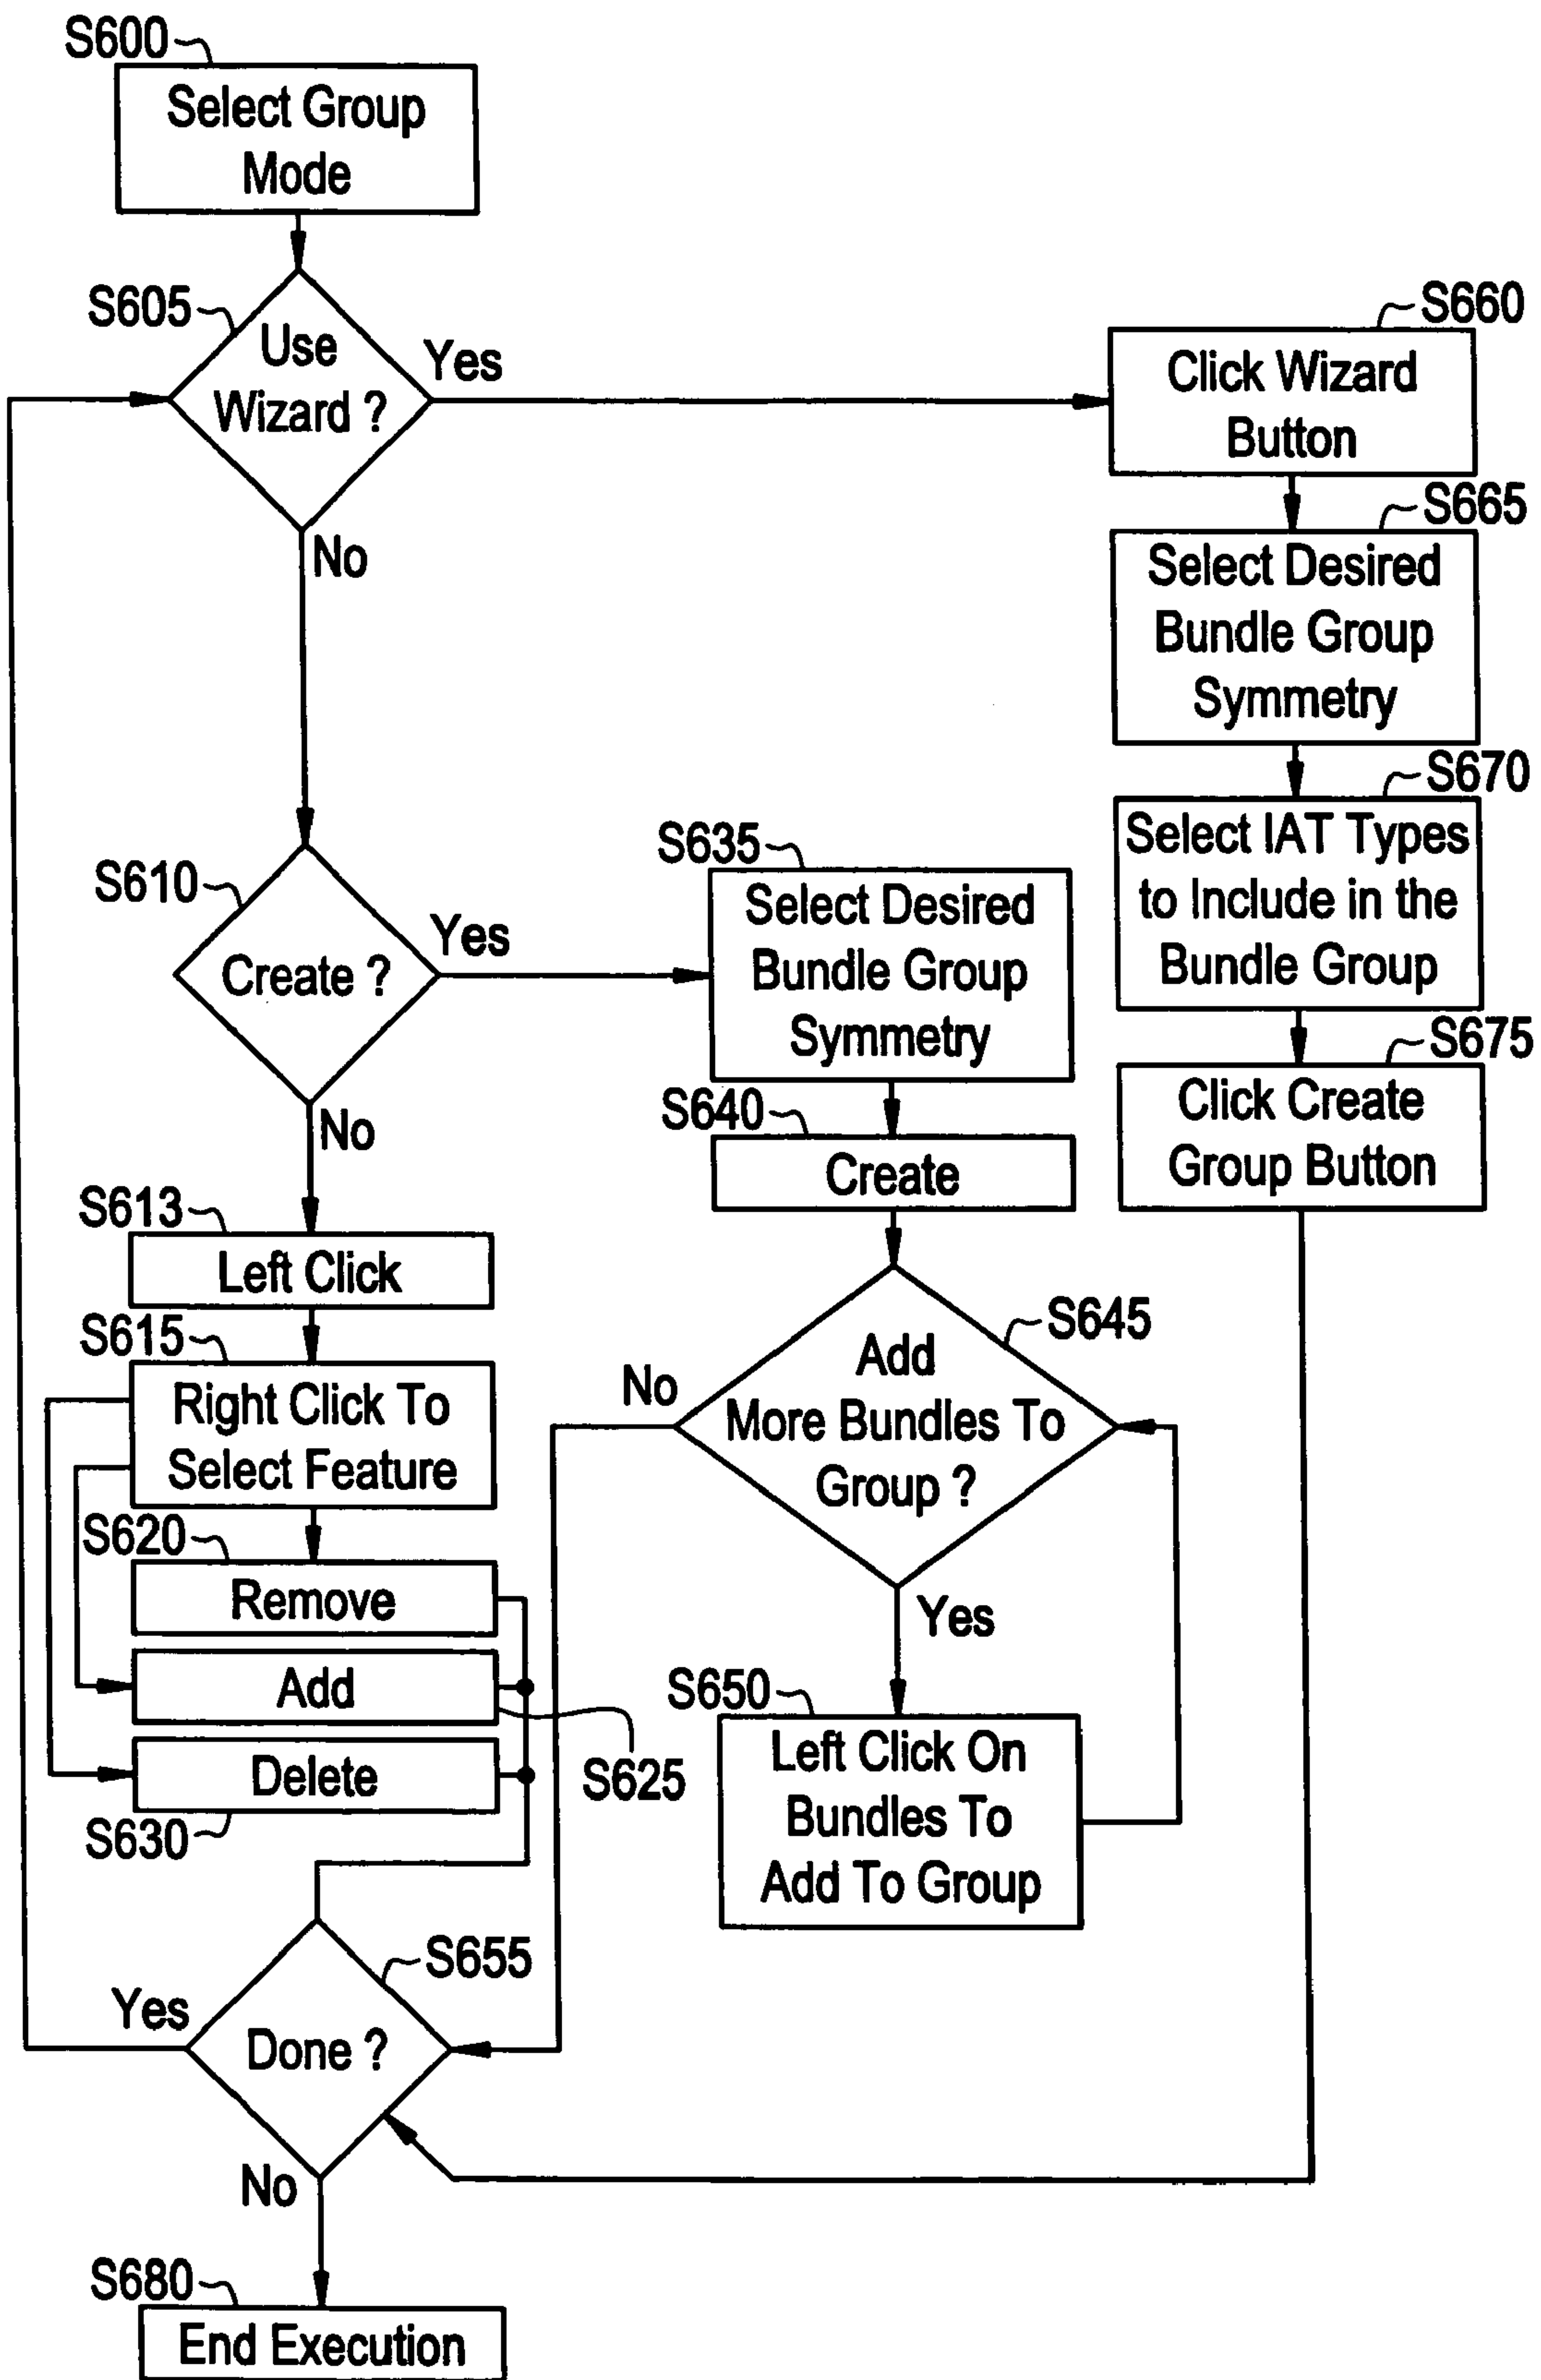 S600
Select Group
Mode
S605
Use
Wizard ?
Yes
No
S660
Click Wizard
Button
S665
Select Desired
Bundle Group
Symmetry
S670
Select IAT Types
to Include in the
Bundle Group
S675
Click Create
Group Button
S610
Create ?
Yes
No
S635
Select Desired
Bundle Group
Symmetry
S640
Create
S645
Add
More Bundles To
Group ?
No
Yes
S650
Left Click On
Bundles To
Add To Group
S613
Left Click
S615
Right Click To
Select Feature
S620
Remove
Add
S625
Delete
S630
S655
Done ?
Yes
No
S680
End Execution